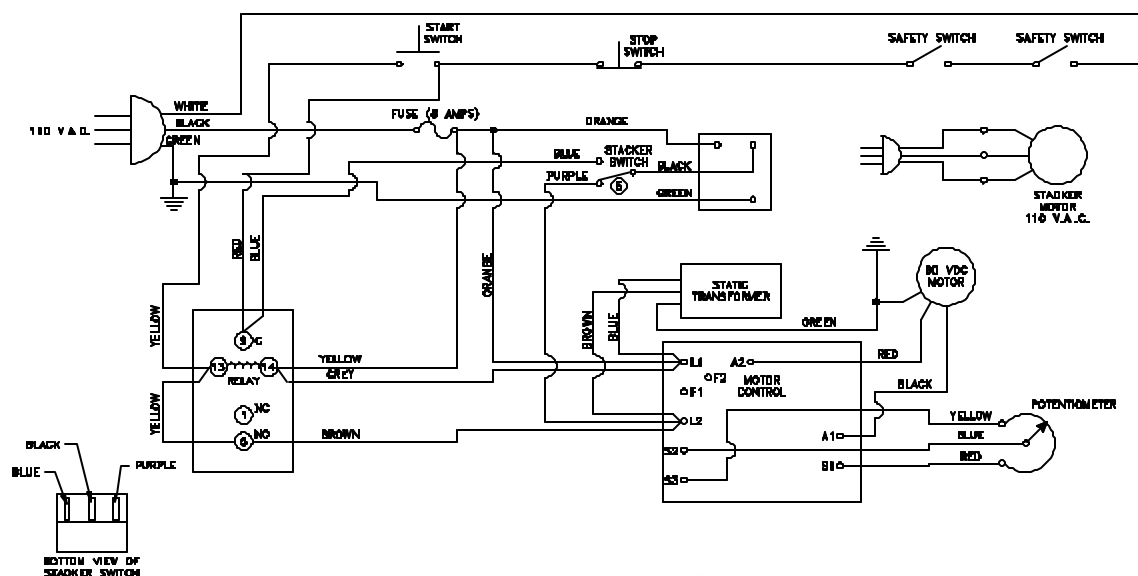 START
SWITCH
STOP
SWITCH
SAFETY SWITCH
SAFETY SWITCH
WHITE
BLACK
GREEN
110 V.A.C.
FUSE (8 AMPS)
ORANGE
BLUE
STACKER
SWITCH
PURPLE
5
BLACK
GREEN
STACKER
MOTOR
110 V.A.C.
RED
BLUE
ORANGE
90 VDC
MOTOR
STATIC
TRANSFORMER
BROWN
BLUE
GREEN
YELLOW
9
C
13
14
RELAY
YELLOW
GREY
L1
A2
RED
F2
F1
MOTOR
CONTROL
BLACK
YELLOW
1
NC
6
NO
BROWN
L2
A1
YELLOW
POTENTIOMETER
BLUE
S2
RED
S3
BLACK
BLUE
PURPLE
BOTTOM VIEW OF
STACKER SWITCH